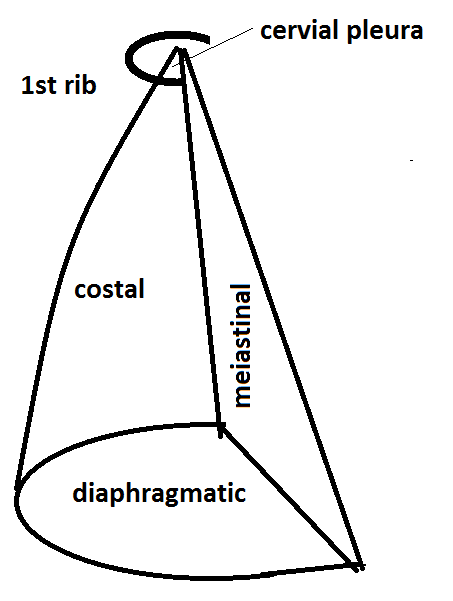 cervial pleura
1st rib
costal
meiastinal
diaphragmatic